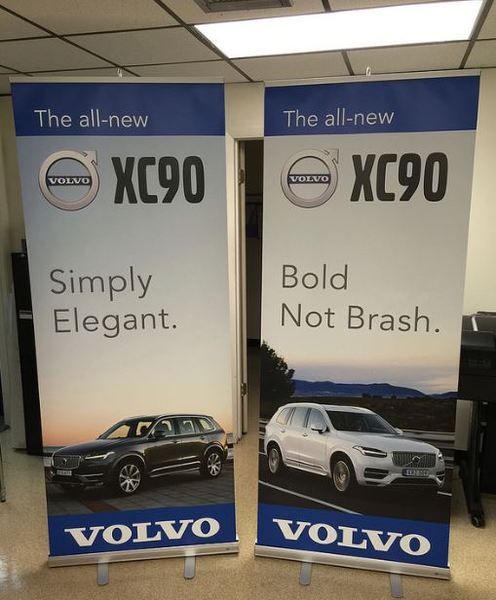 The all-new
VOLVO
XC90
Simply
Elegant.
VOLVO
The all-new
VOLVO
XC90
Bold
Not Brash.
VOLVO